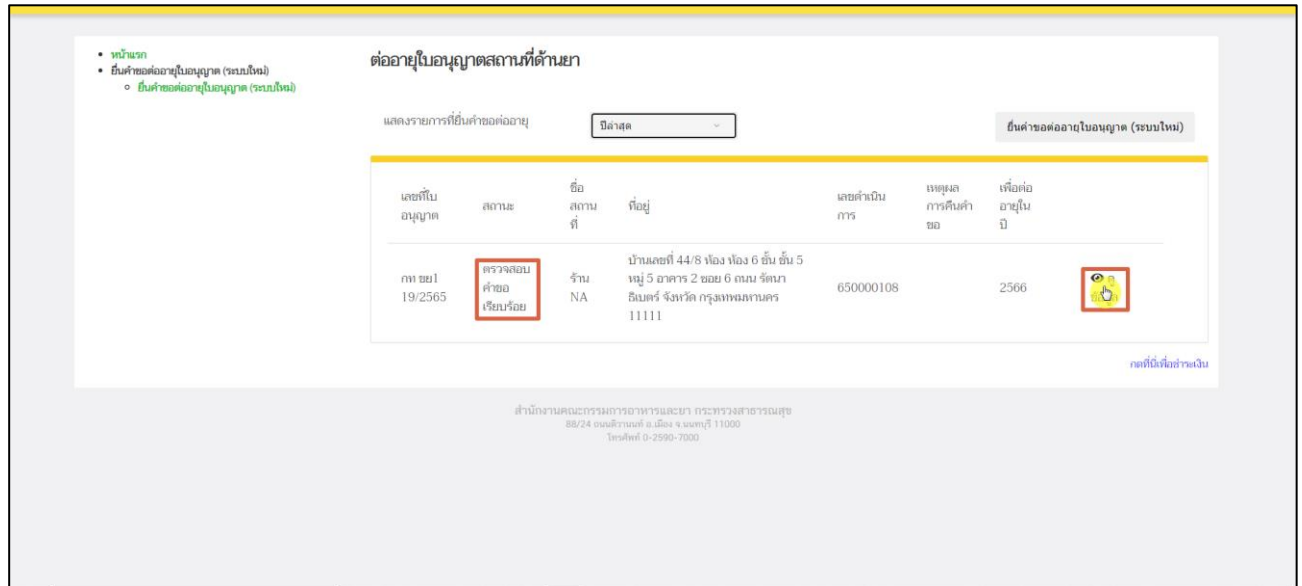 หน้าแรก
ยื่นคำขอต่ออายุใบอนุญาต (ระบบใหม่)
ยื่นคำขอต่ออายุใบอนุญาต (ระบบใหม่)
ต่ออายุใบอนุญาตสถานที่ด้านยา
แสดงรายการที่ยื่นคำขอต่ออายุ
ปีล่าสุด
ยื่นคำขอต่ออายุใบอนุญาต (ระบบใหม่)
เลขที่ใบ
อนุญาต
สถานะ
ชื่อ
สถาน
ที่
ที่อยู่
เลขดำเนิน
การ
เหตุผล
การคืนคำ
ขอ
เพื่อต่อ
อายุใน
ปี
กท ขย1
19/2565
ตรวจสอบ
คำขอ
เรียบร้อย
ร้าน
NA
บ้านเลขที่ 44/8 ห้อง ห้อง 6 ชั้น ชั้น 5
หมู่ 5 อาคาร 2 ซอย 6 ถนน รัตนา
ธิเบศร์ จังหวัด กรุงเทพมหานคร
11111
650000108
2566
ดู
ข้อมูล
กดที่นี่เพื่อชำระเงิน
สำนักงานคณะกรรมการอาหารและยา กระทรวงสาธารณสุข
88/24 ถนนติวานนท์ อ.เมือง จ.นนทบุรี 11000
โทรศัพท์ 0-2590-7000